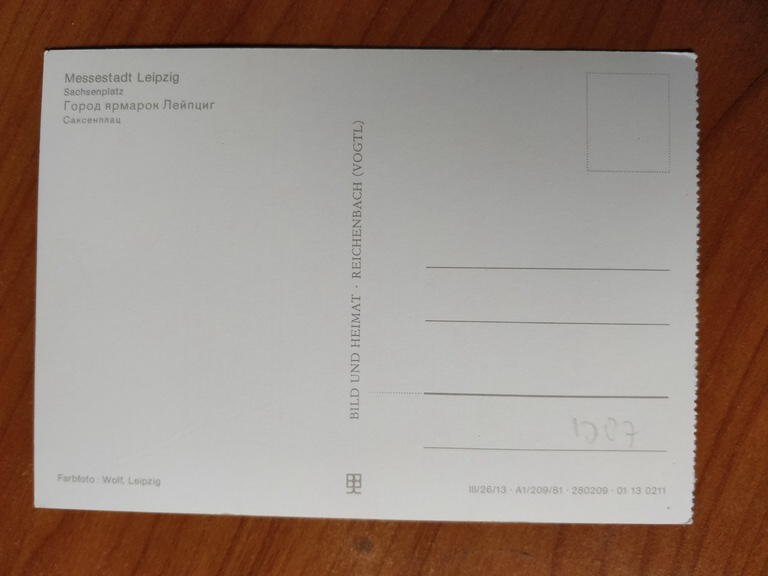 Messestadt Leipzig
Sachsenplatz
Город ярмарок Лейпциг
Саксенплац
BILD UND HEIMAT · REICHENBACH (VOGTL)
Farbfoto : Wolf, Leipzig
III/26/13 · A1/209/81 · 280209 · 01 13 0211